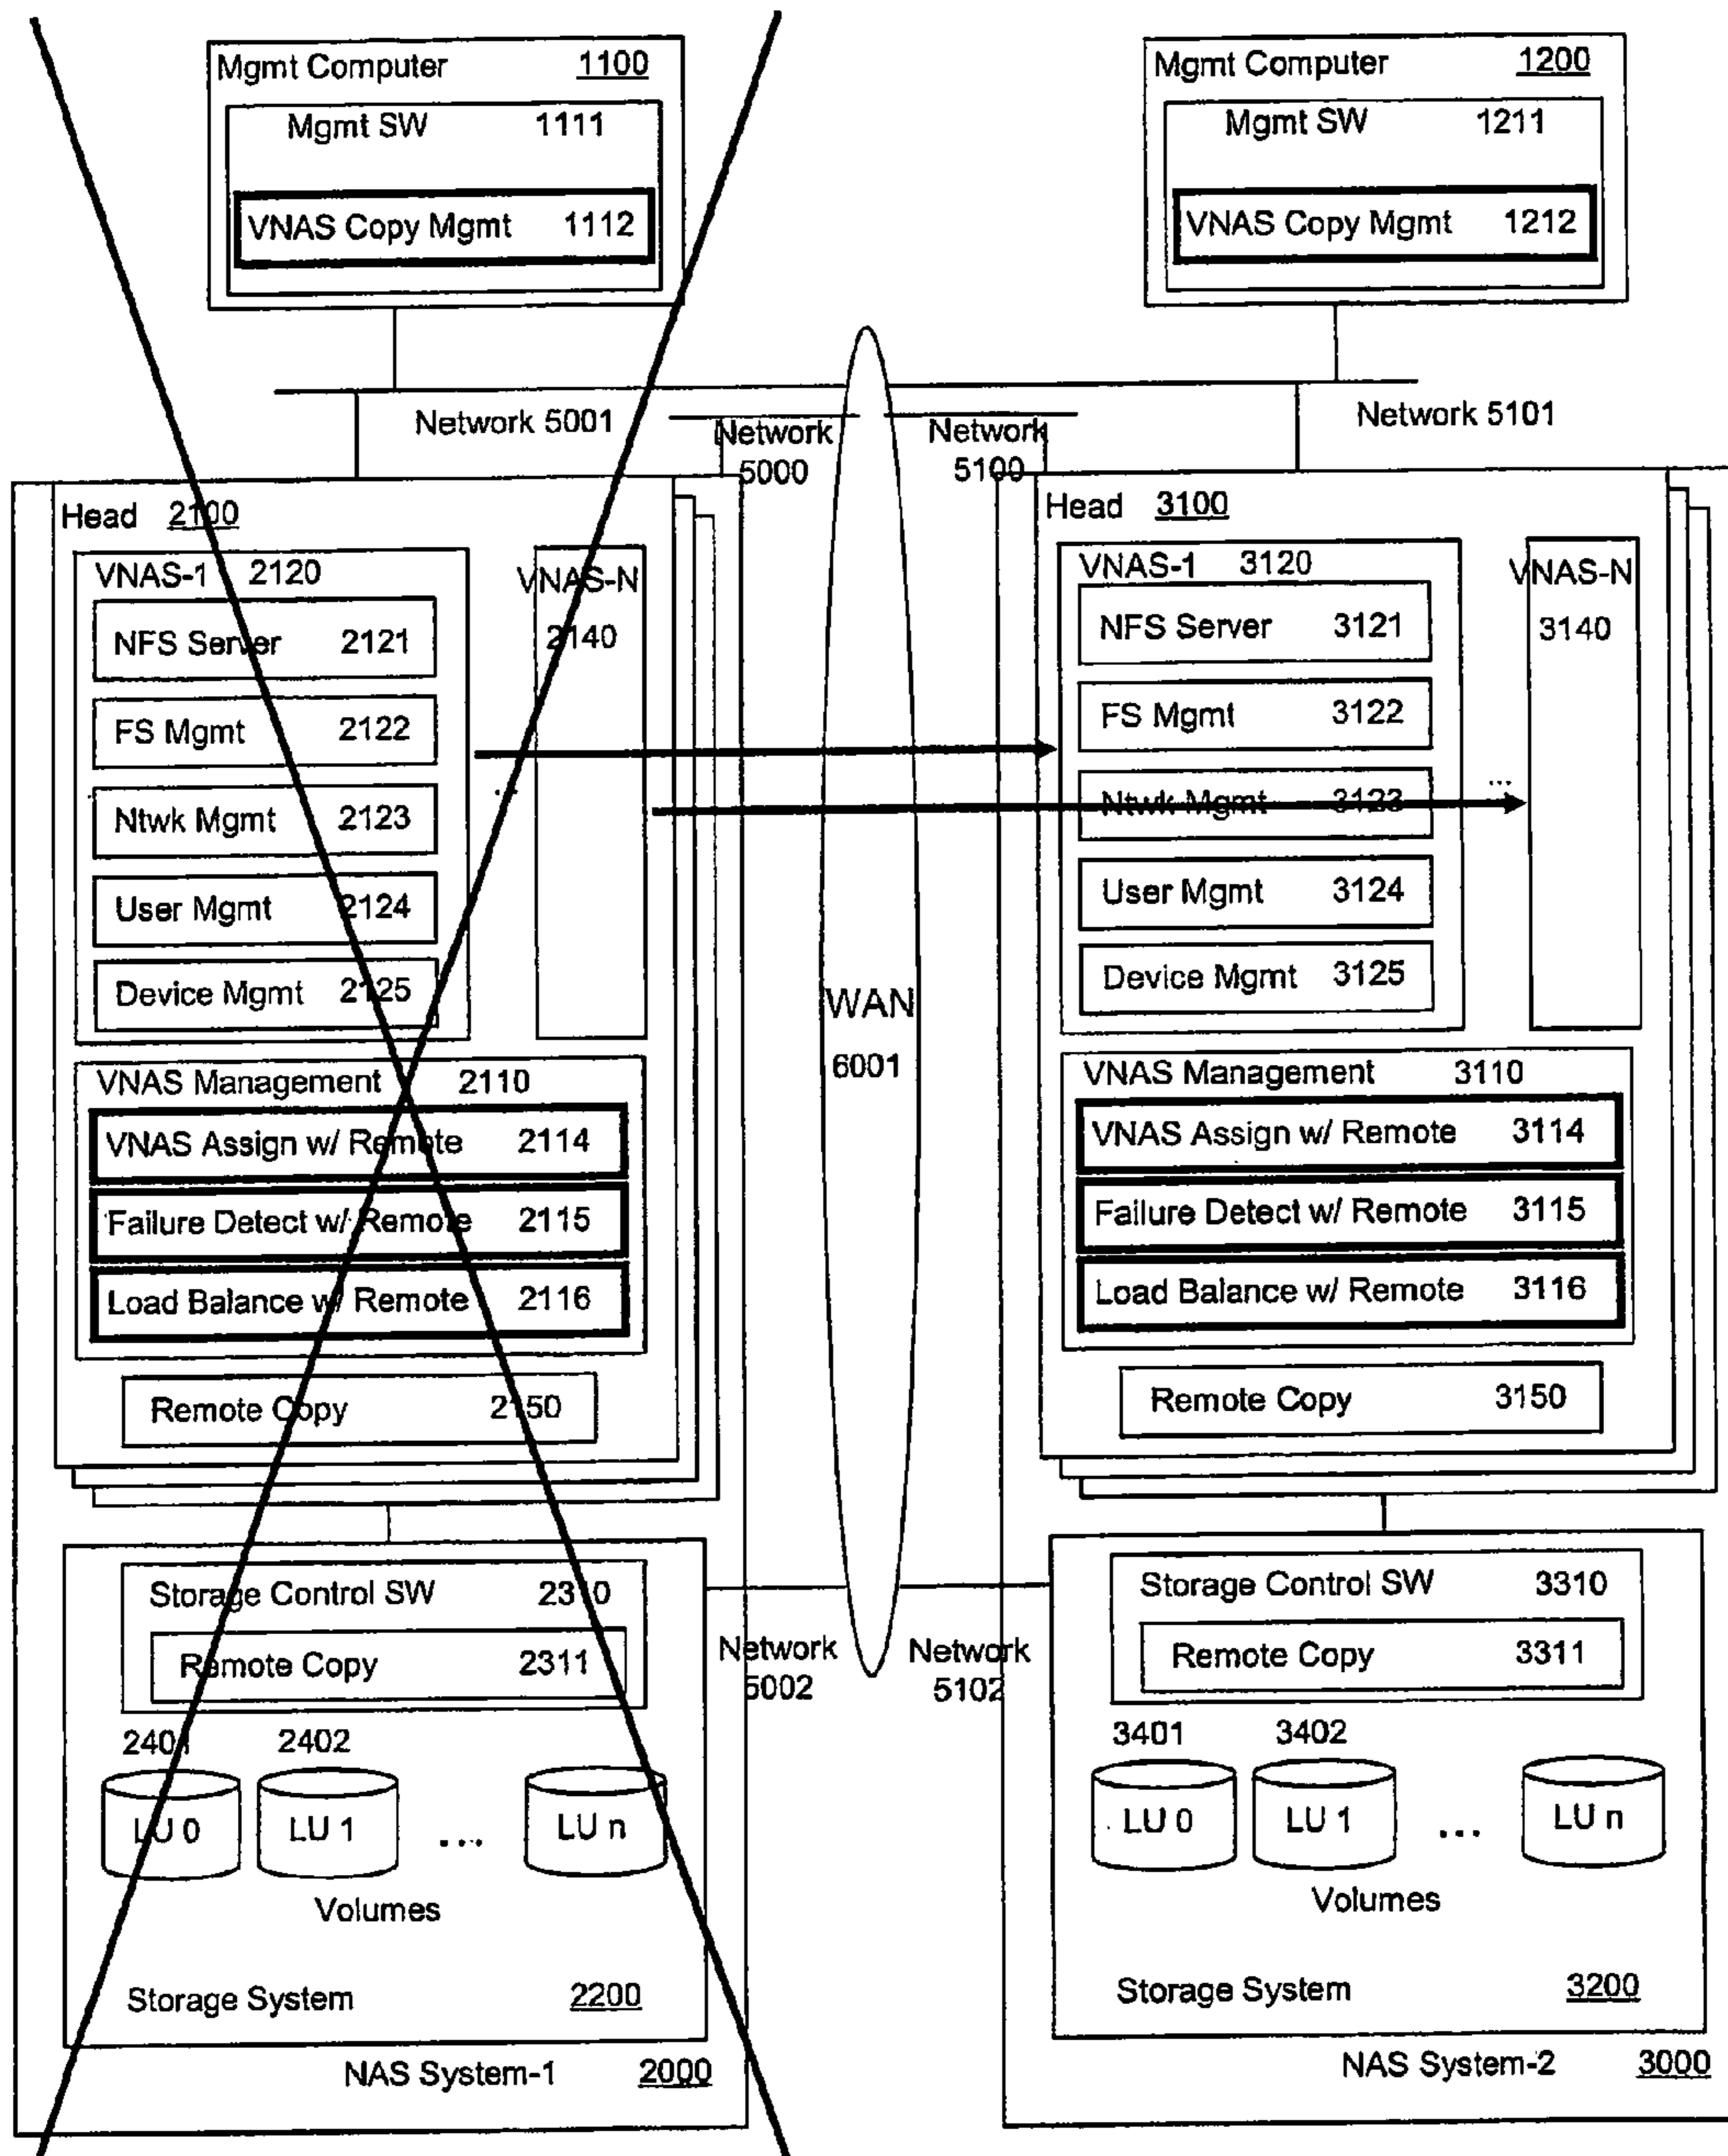 Mgmt Computer 1100
Mgmt SW 1111
VNAS Copy Mgmt 1112
Mgmt Computer 1200
Mgmt SW 1211
VNAS Copy Mgmt 1212
Network 5001
Network
5000
Network
5100
Network 5101
Head 2100
VNAS-1 2120
NFS Server 2121
FS Mgmt 2122
Ntwk Mgmt 2123
User Mgmt 2124
Device Mgmt 2125
VNAS-N
2140
...
VNAS Management 2110
VNAS Assign w/ Remote 2114
Failure Detect w/ Remote 2115
Load Balance w/ Remote 2116
Remote Copy 2150
WAN
6001
Head 3100
VNAS-1 3120
NFS Server 3121
FS Mgmt 3122
Ntwk Mgmt 3123
User Mgmt 3124
Device Mgmt 3125
VNAS-N
3140
...
VNAS Management 3110
VNAS Assign w/ Remote 3114
Failure Detect w/ Remote 3115
Load Balance w/ Remote 3116
Remote Copy 3150
Storage Control SW 2310
Remote Copy 2311
2401 2402
LU 0 LU 1 ... LU n
Volumes
Storage System 2200
NAS System-1 2000
Network
5002
Network
5102
Storage Control SW 3310
Remote Copy 3311
3401 3402
LU 0 LU 1 ... LU n
Volumes
Storage System 3200
NAS System-2 3000